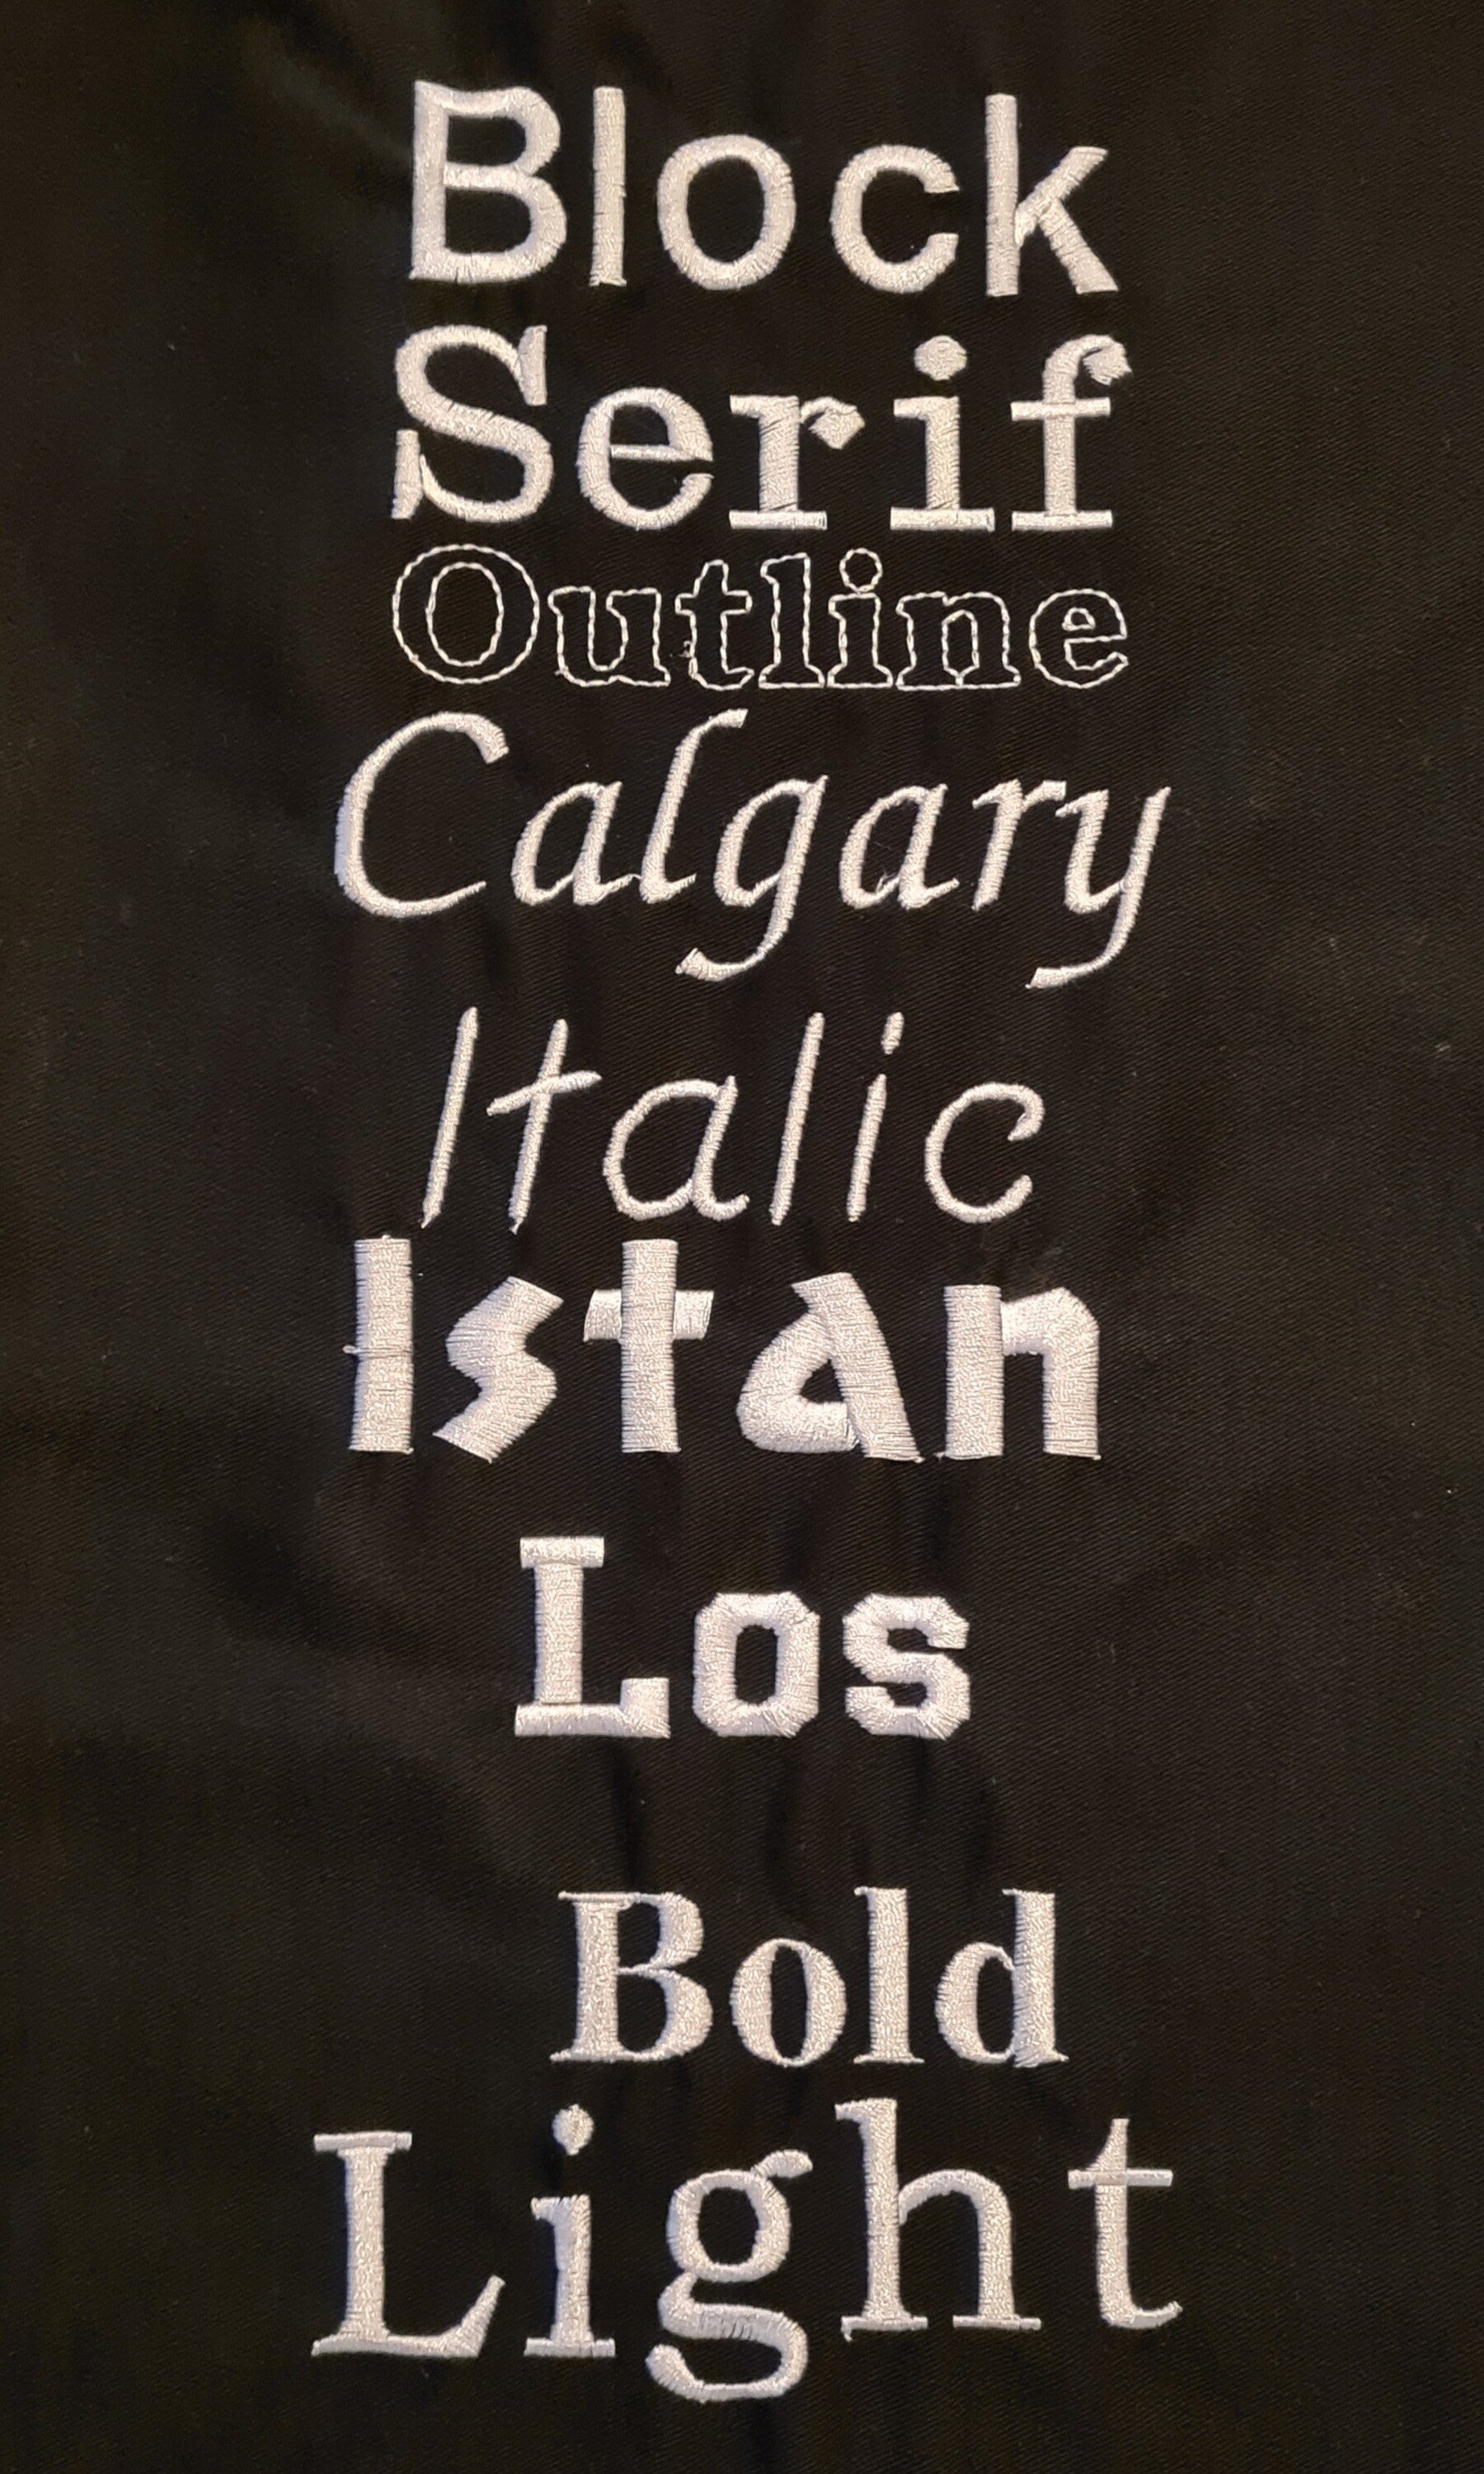 Block
Serif
Outline
Calgary
Italic
Istan
Los
Bold
Light